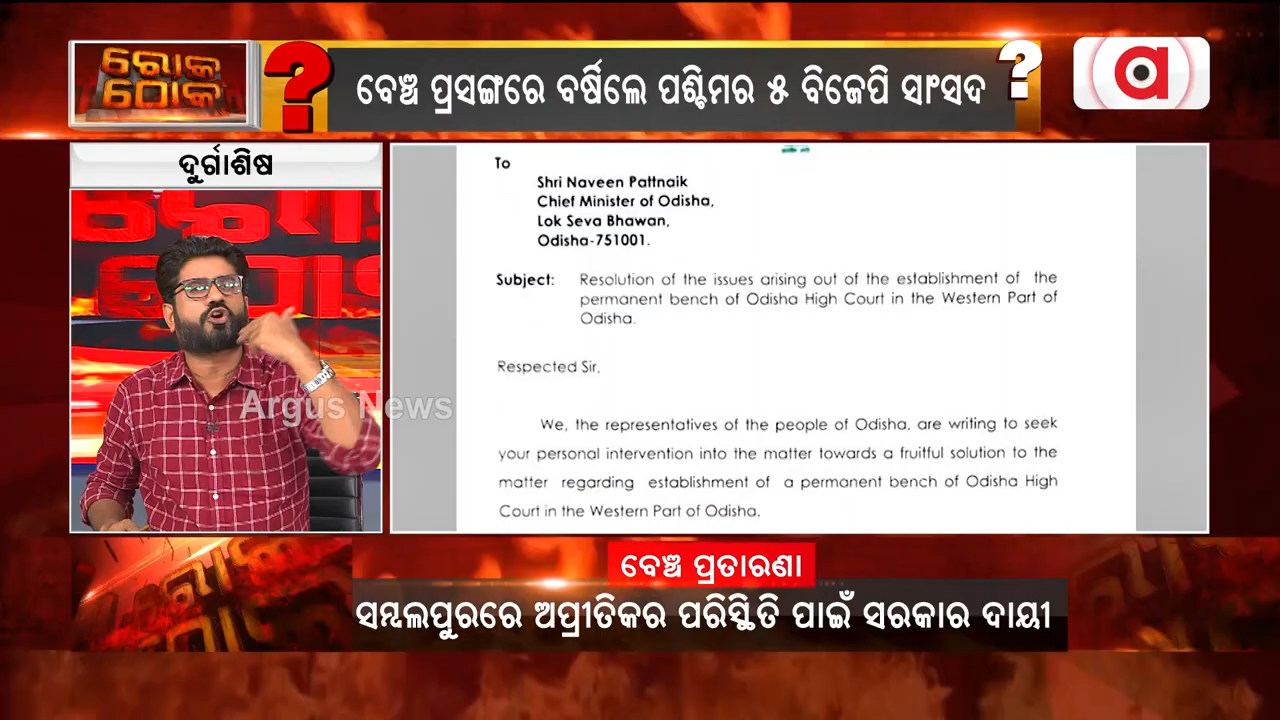 ରୋକ
ଠୋକ
?
ବେଞ୍ଚ ପ୍ରସଙ୍ଗରେ ବର୍ଷିଲେ ପଶ୍ଚିମର ୫ ବିଜେପି ସାଂସଦ
?
a
ଦୁର୍ଗାଶିଷ
To
Shri Naveen Pattnaik
Chief Minister of Odisha,
Lok Seva Bhawan,
Odisha-751001.
Subject: Resolution of the issues arising out of the establishment of the
permanent bench of Odisha High Court in the Western Part of
Odisha.
Respected Sir,
We, the representatives of the people of Odisha, are writing to seek
your personal intervention into the matter towards a fruitful solution to the
matter regarding establishment of a permanent bench of Odisha High
Court in the Western Part of Odisha.
Argus News
ବେଞ୍ଚ ପ୍ରତାରଣା
ସମ୍ବଲପୁରରେ ଅପ୍ରୀତିକର ପରିସ୍ଥିତି ପାଇଁ ସରକାର ଦାୟୀ